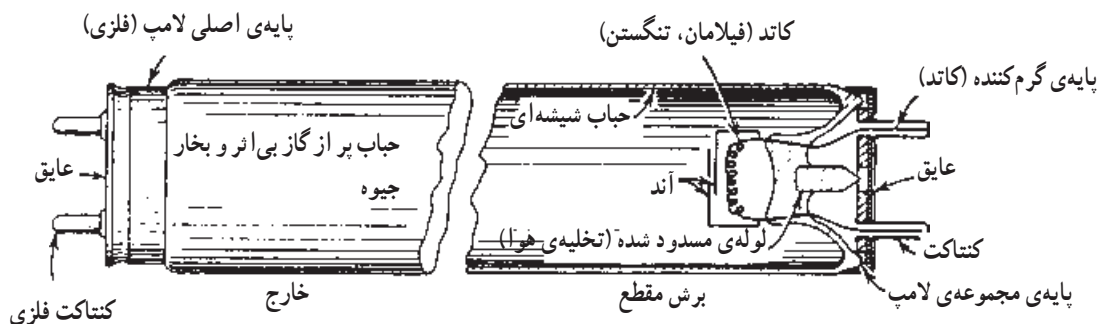 پایه‌ی اصلی لامپ (فلزی)
کاتد (فیلامان، تنگستن)
پایه‌ی گرم‌کننده (کاتد)
حباب شیشه‌ای
حباب پر از گاز بی‌اثر و بخار
جیوه
عایق
عایق
آند
لوله‌ی مسدود شده (تخلیه‌ی هوا)
کنتاکت
پایه‌ی مجموعه‌ی لامپ
برش مقطع
خارج
کنتاکت فلزی